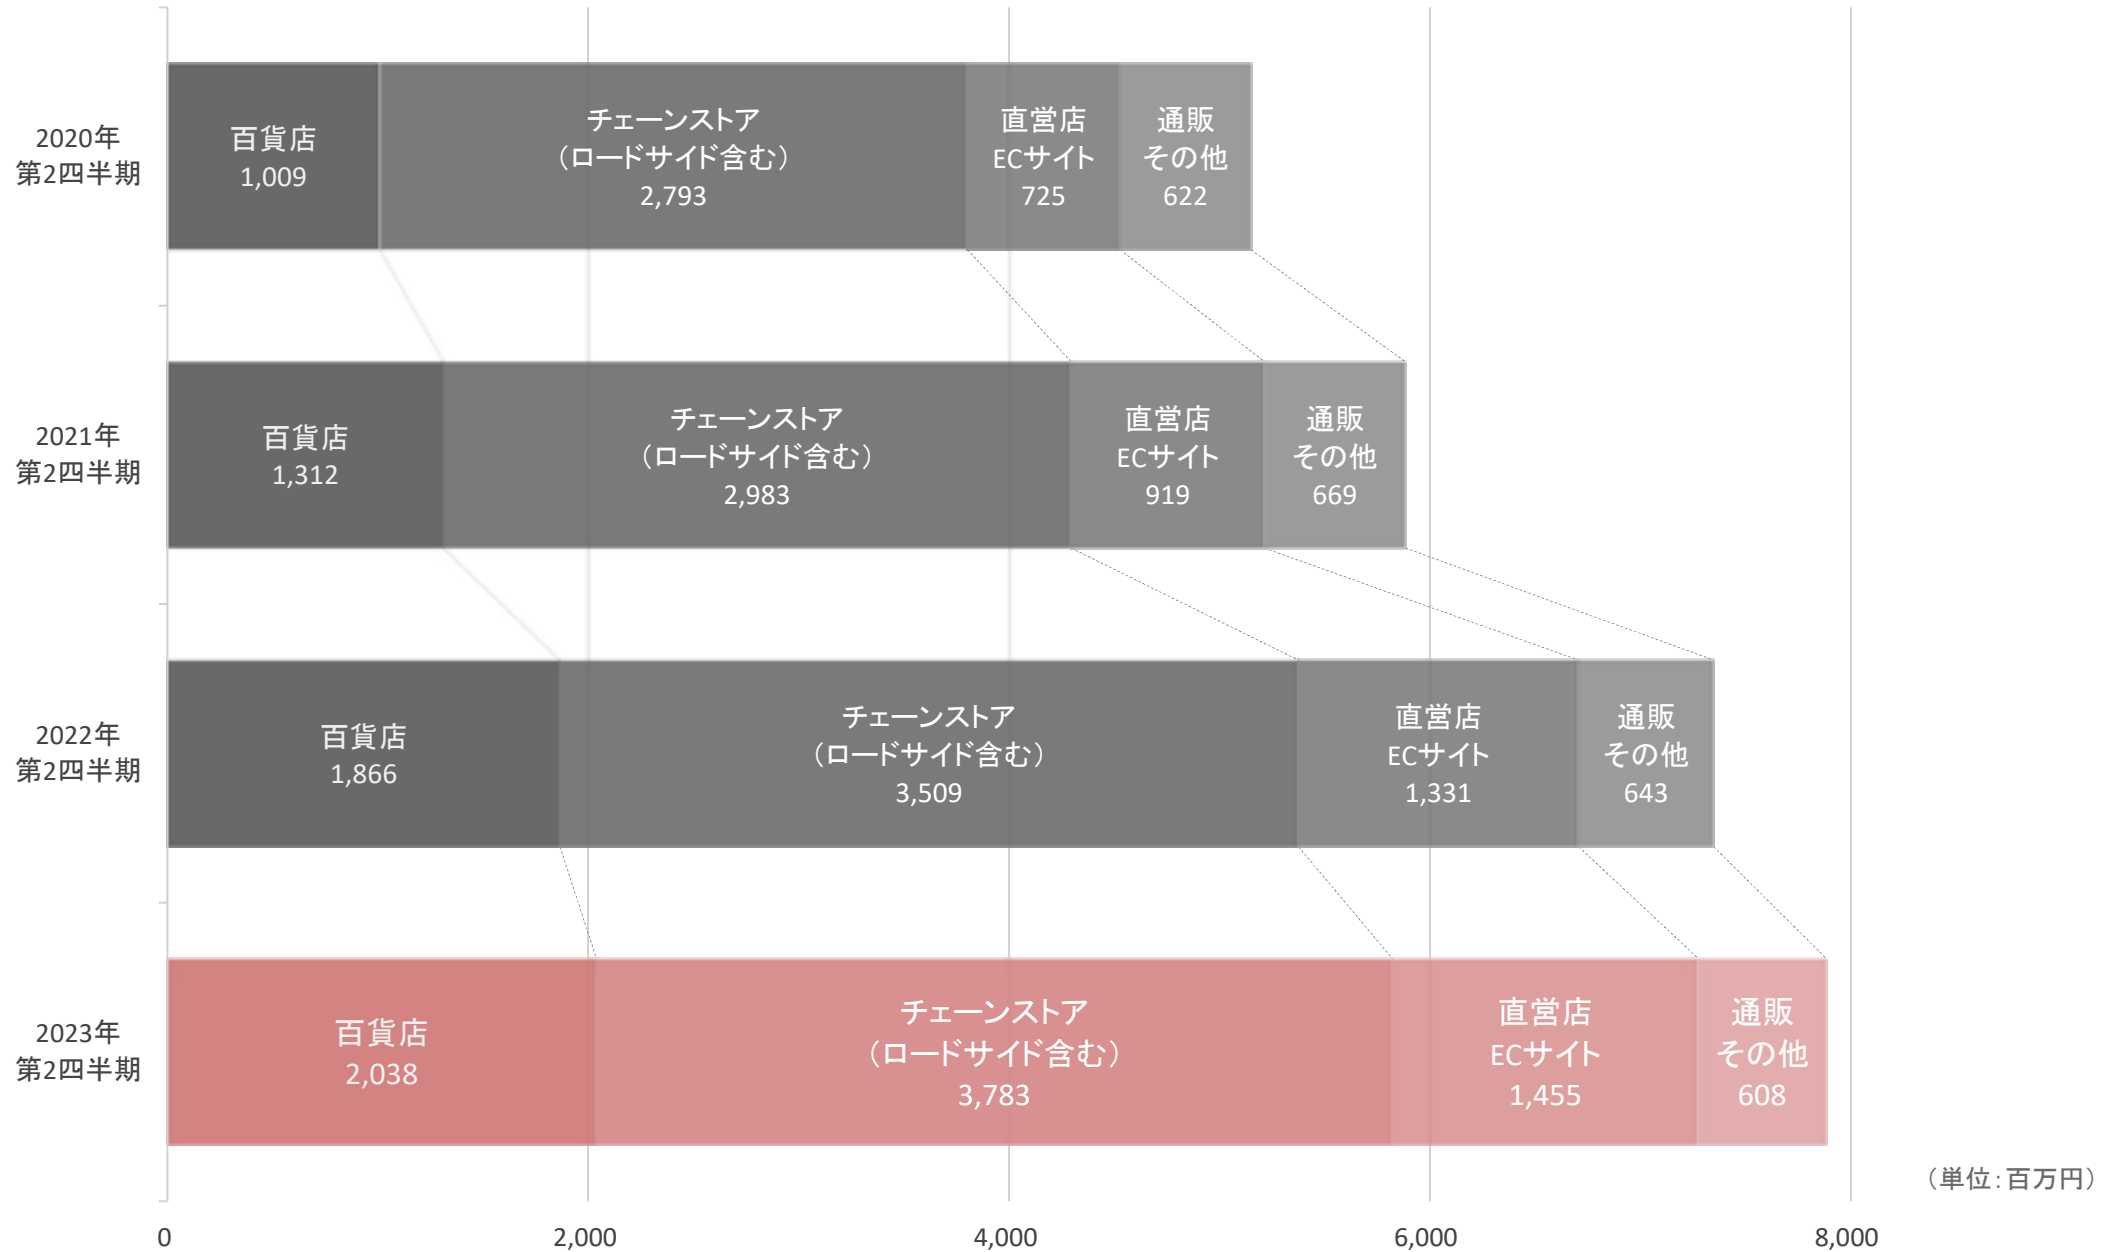 2020年
第2四半期
百貨店
1,009
チェーンストア
（ロードサイド含む）
2,793
直営店
ECサイト
725
通販
その他
622
2021年
第2四半期
百貨店
1,312
チェーンストア
（ロードサイド含む）
2,983
直営店
ECサイト
919
通販
その他
669
2022年
第2四半期
百貨店
1,866
チェーンストア
（ロードサイド含む）
3,509
直営店
ECサイト
1,331
通販
その他
643
2023年
第2四半期
百貨店
2,038
チェーンストア
（ロードサイド含む）
3,783
直営店
ECサイト
1,455
通販
その他
608
（単位：百万円）
0 2,000 4,000 6,000 8,000